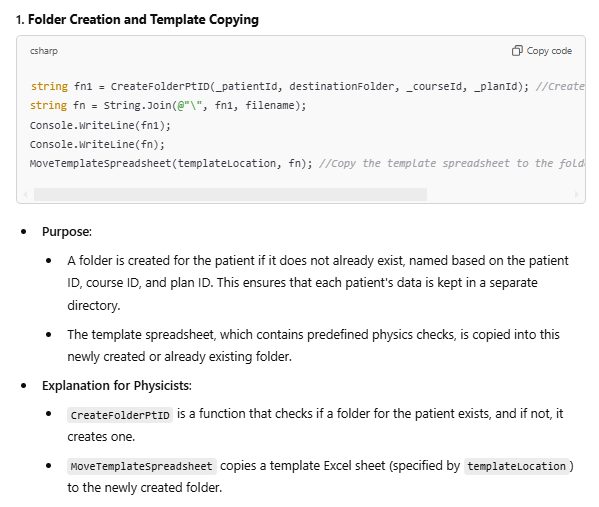 1. Folder Creation and Template Copying
csharp
Copy code
string fn1 = CreateFolderPtID(_patientId, destinationFolder, _courseId, _planId); //Create
string fn = String.Join(@"\", fn1, filename);
Console.WriteLine(fn1);
Console.WriteLine(fn);
MoveTemplateSpreadsheet(templateLocation, fn); //Copy the template spreadsheet to the fold
• Purpose:
• A folder is created for the patient if it does not already exist, named based on the patient
ID, course ID, and plan ID. This ensures that each patient's data is kept in a separate
directory.
• The template spreadsheet, which contains predefined physics checks, is copied into this
newly created or already existing folder.
• Explanation for Physicists:
• CreateFolderPtID is a function that checks if a folder for the patient exists, and if not, it
creates one.
• MoveTemplateSpreadsheet copies a template Excel sheet (specified by templateLocation )
to the newly created folder.